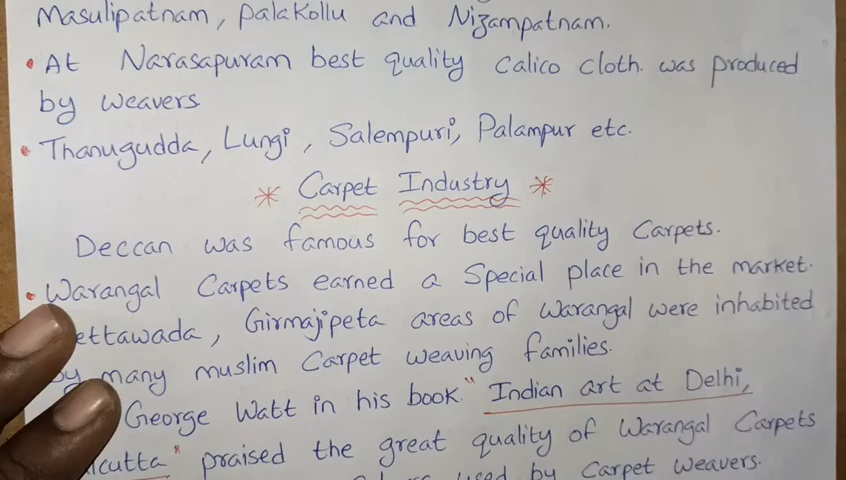 Masulipatnam, Palakollu and Nizampatnam.
• At Narasapuram best quality Calico Cloth. was produced
by weavers
• Thanugudda, Lungi, Salempuri, Palampur etc.
* Carpet Industry *
Deccan was famous for best quality Carpets.
• Warangal Carpets earned a Special place in the market.
ettawada, Girmajipeta areas of Warangal were inhabited
by many muslim Carpet weaving families.
George Watt in his book "Indian art at Delhi,
lcutta" praised the great quality of Warangal Carpets
used by Carpet weavers.